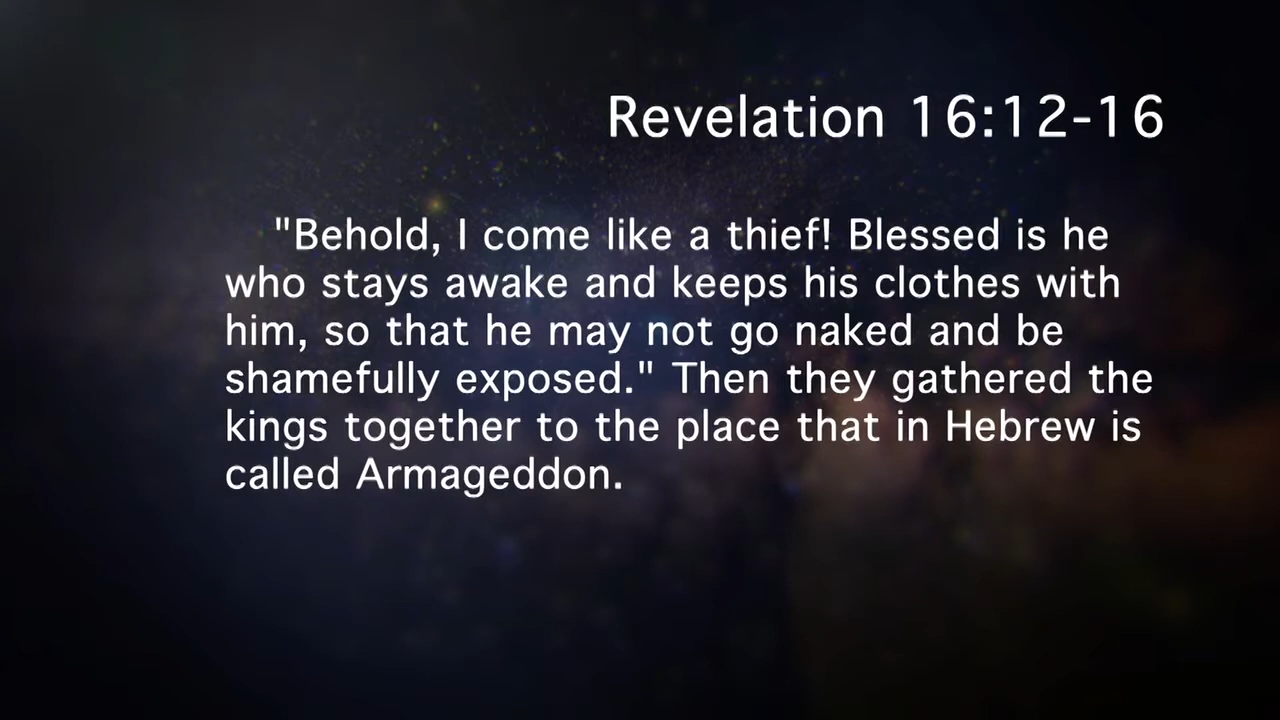 Revelation 16:12-16
"Behold, I come like a thief! Blessed is he
who stays awake and keeps his clothes with
him, so that he may not go naked and be
shamefully exposed." Then they gathered the
kings together to the place that in Hebrew is
called Armageddon.